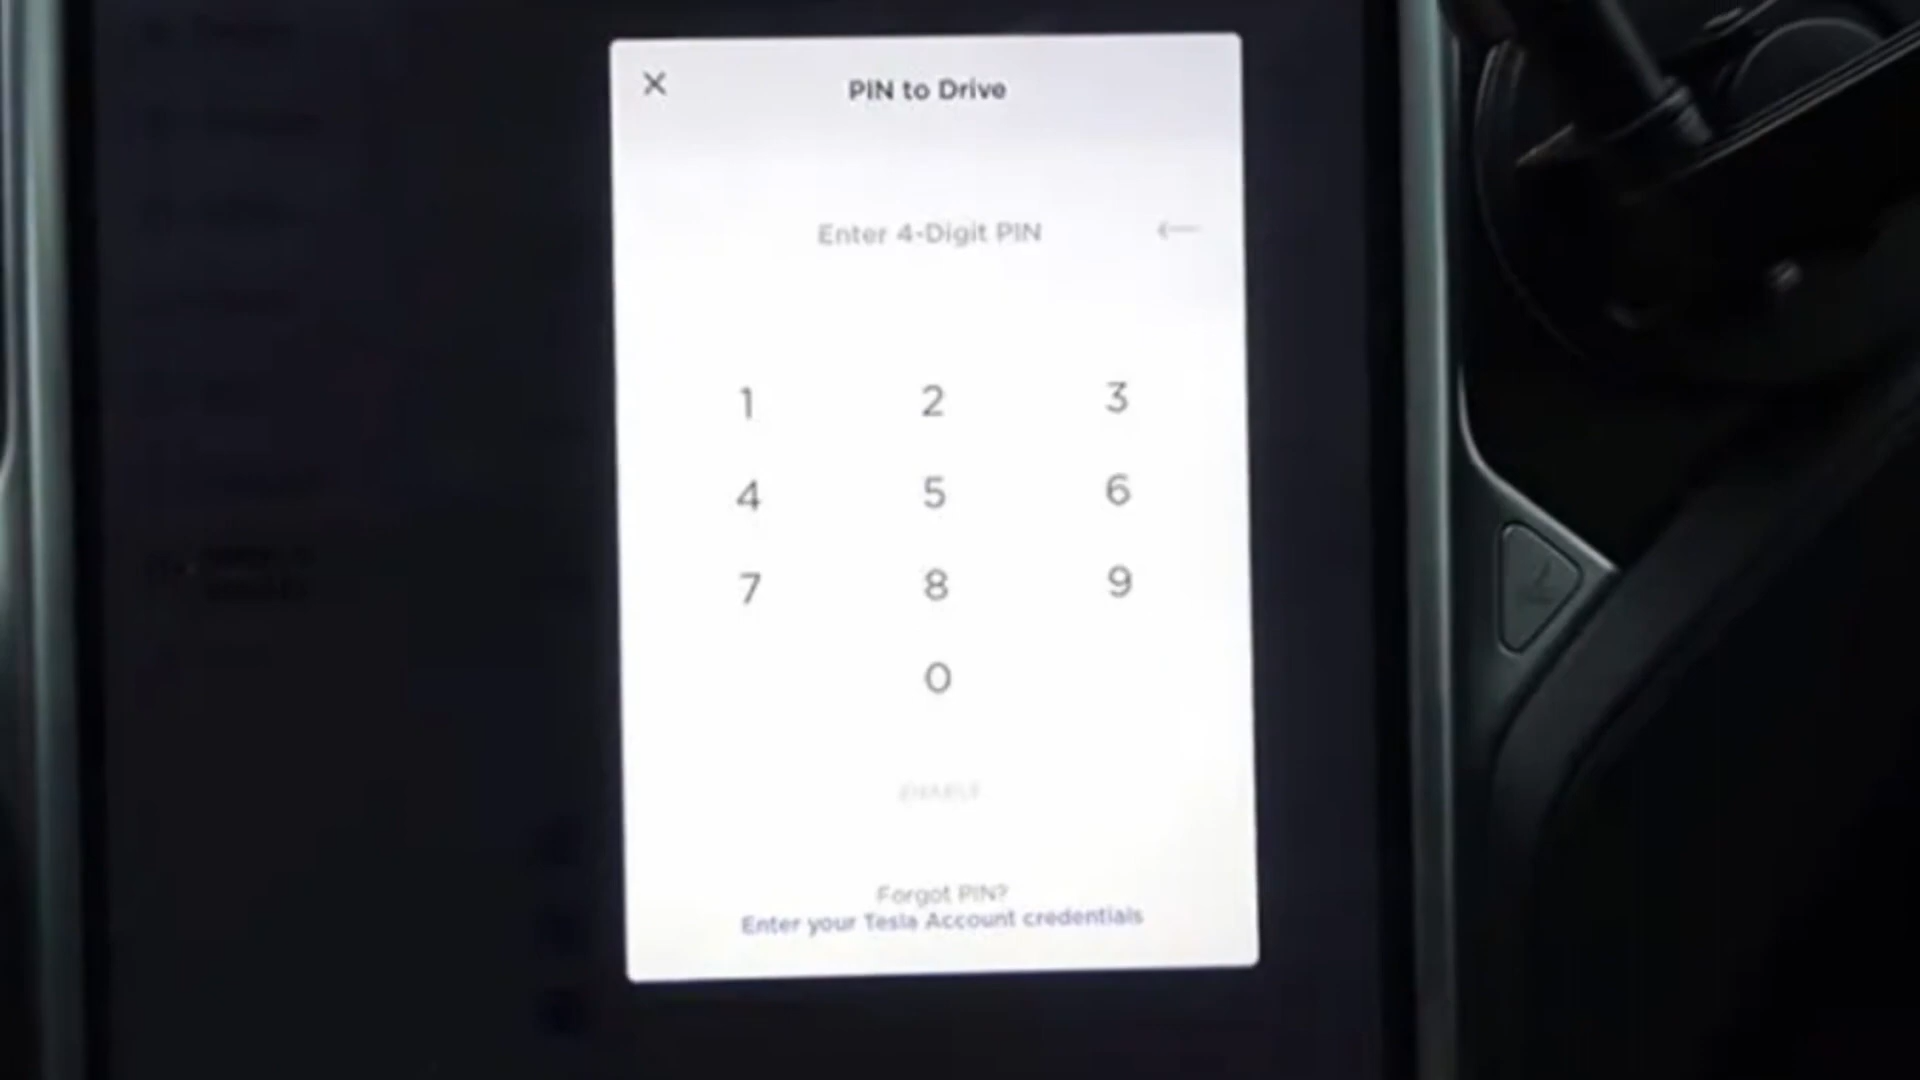 PIN to Drive
Enter 4-Digit PIN
1 2 3
4 5 6
7 8 9
0
ENABLE
Forgot PIN?
Enter your Tesla Account credentials